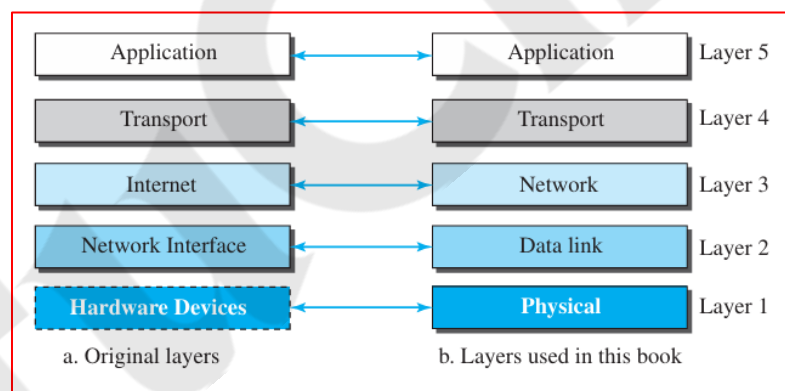 Application Application Layer 5
Transport Transport Layer 4
Internet Network Layer 3
Network Interface Data link Layer 2
Hardware Devices Physical Layer 1
a. Original layers b. Layers used in this book